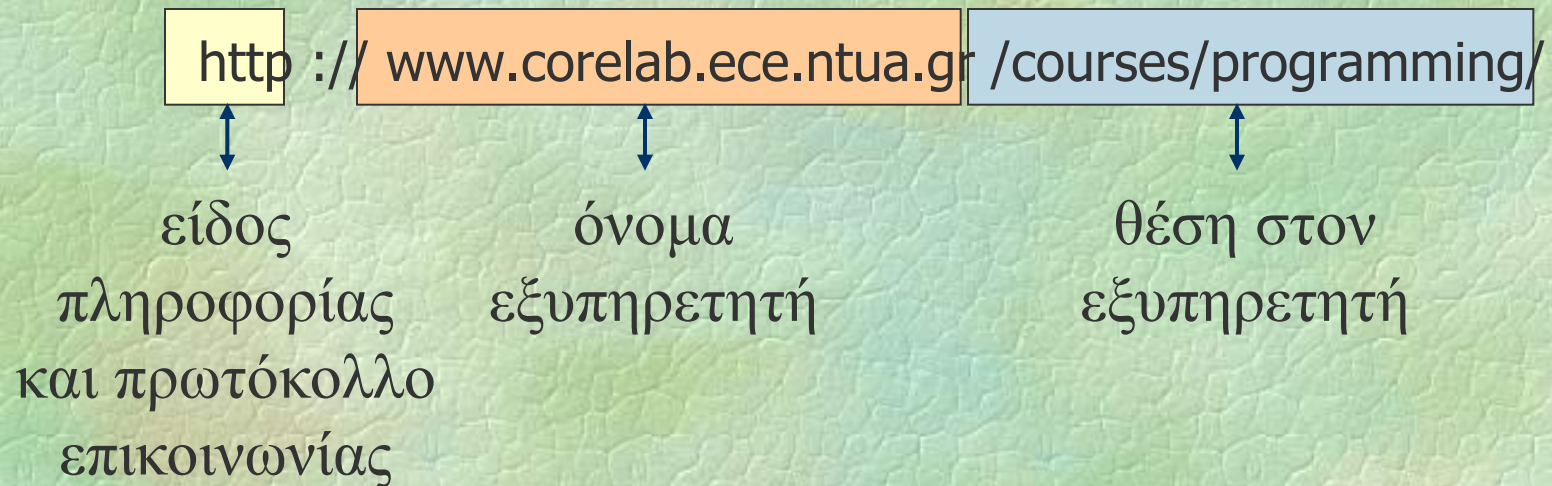 http :// www.corelab.ece.ntua.gr /courses/programming/
είδος
πληροφορίας
και πρωτόκολλο
επικοινωνίας
όνομα
εξυπηρετητή
θέση στον
εξυπηρετητή